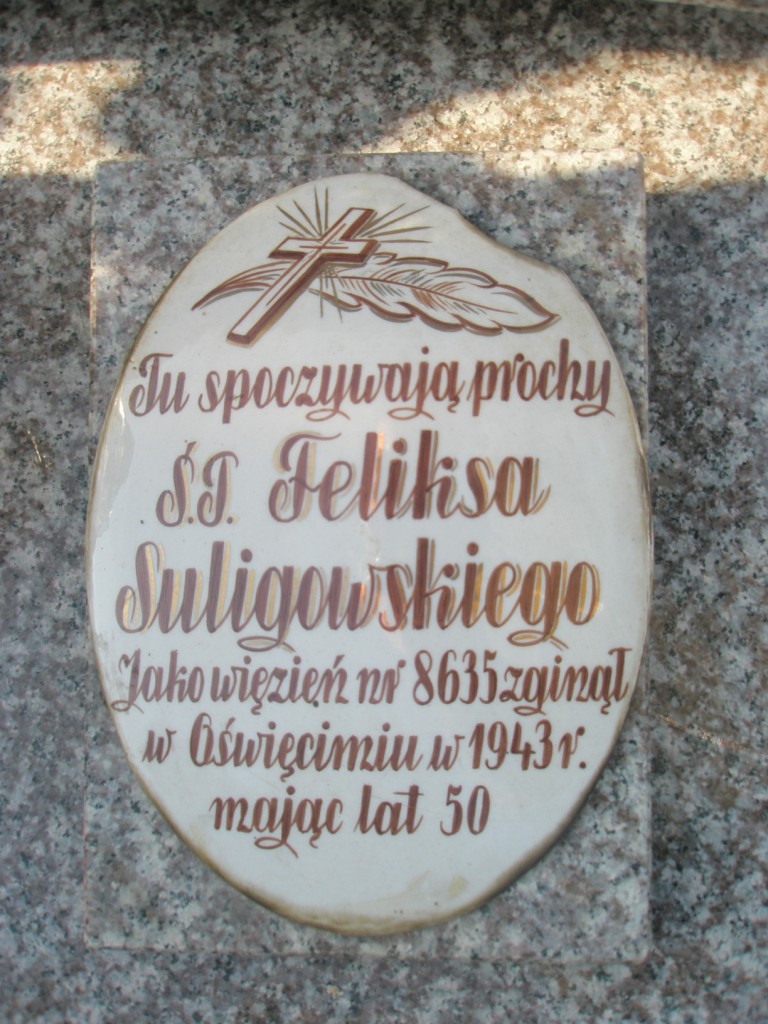 Tu spoczywają prochy
Ś.P. Feliksa
Suligowskiego
Jako więzień nr 8635 zginął
w Oświęcimiu w 1943 r.
mając lat 50